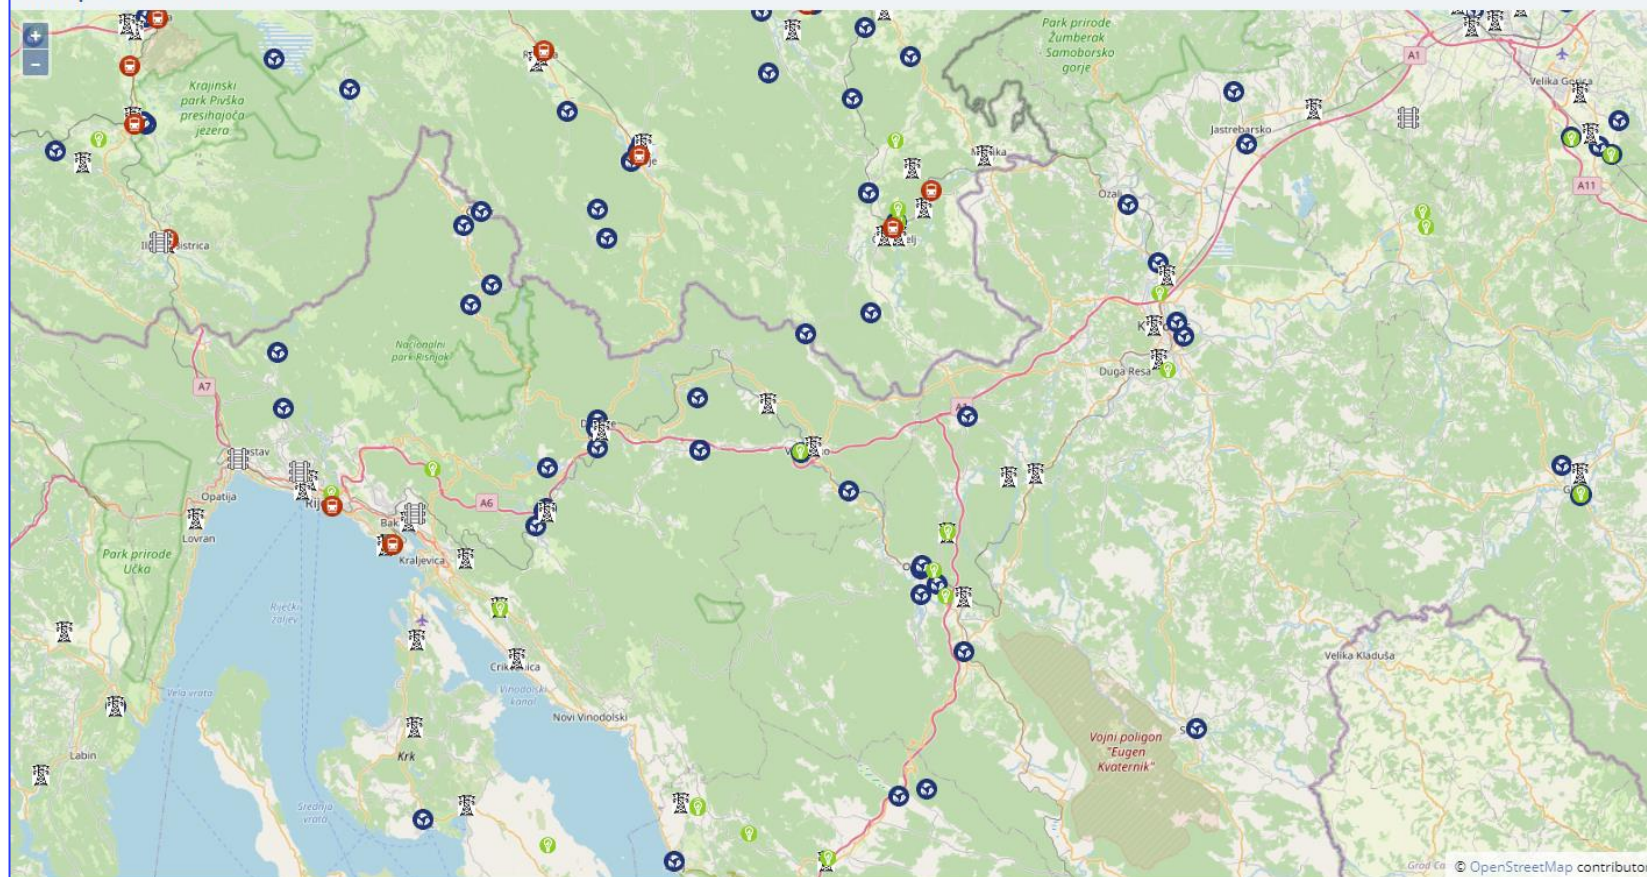 +
−
Krajinski
park Pivška
presihajoča
jezera
Park prirode
Žumberak
- Samoborsko
gorje
A1
Velika Gorica
Jastrebarsko
A11
Ozalj
Nacionalni
park Risnjak
A7
Duga Resa
A1
Opatija
A6
Lovran
Kraljevica
Park prirode
Učka
Riječki
zaljev
Velika Kladuša
Vela vrata
Vinodolski
kanal
Novi Vinodolski
Vojni poligon
"Eugen
Kvaternik"
Labin
Krk
Srednja
vrata
© OpenStreetMap contributor